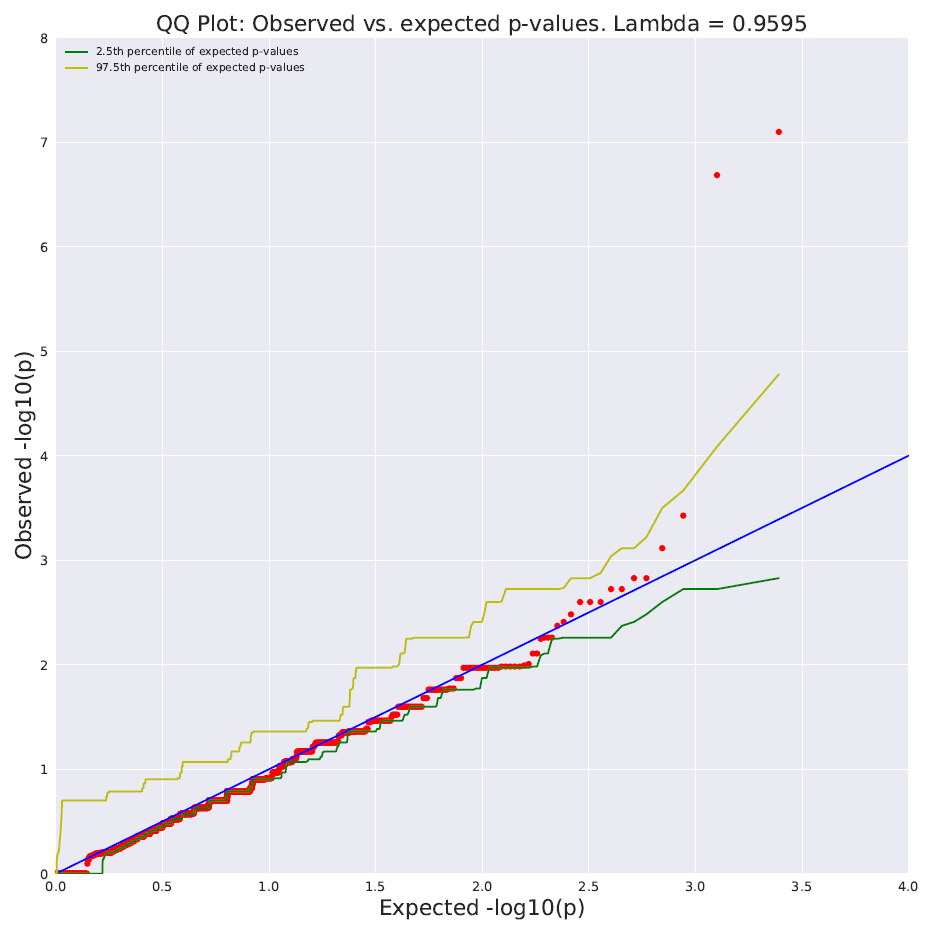 QQ Plot: Observed vs. expected p-values. Lambda = 0.9595
2.5th percentile of expected p-values
97.5th percentile of expected p-values
8
7
6
5
4
3
2
1
0
Observed -log10(p)
0.0 0.5 1.0 1.5 2.0 2.5 3.0 3.5 4.0
Expected -log10(p)